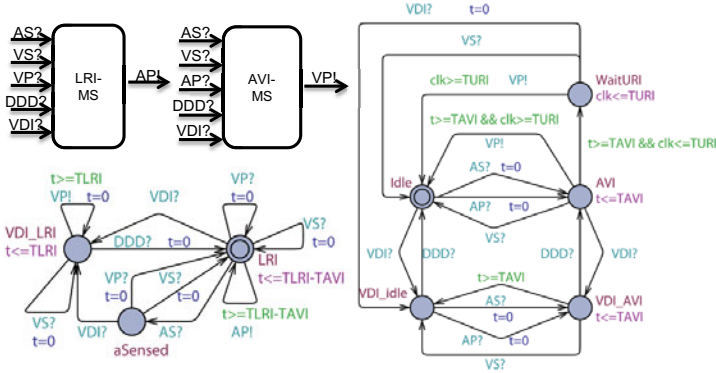 AS?
VS?
VP?
DDD?
VDI?
LRI-
MS
AP!
AS?
VS?
AP?
DDD?
VDI?
AVI-
MS
VP!
t>=TLRI
VP! t=0
VDI?
VP?
t=0
VS?
t=0
VDI_LRI
t<=TLRI
DDD? t=0
LRI
t<=TLRI-TAVI
VP?
t=0
VS?
t=0
VS?
t=0
VDI?
AS?
t>=TLRI-TAVI
AP!
aSensed
VDI? t=0
VS?
clk>=TURI VP!
WaitURI
clk<=TURI
t>=TAVI && clk>=TURI
VP!
t>=TAVI && clk<=TURI
Idle
AS? t=0
AP? t=0
VS?
AVI
t<=TAVI
VDI?
DDD?
DDD?
VDI?
t>=TAVI
VDI_idle
AS?
t=0
AP? t=0
VS?
VDI_AVI
t<=TAVI